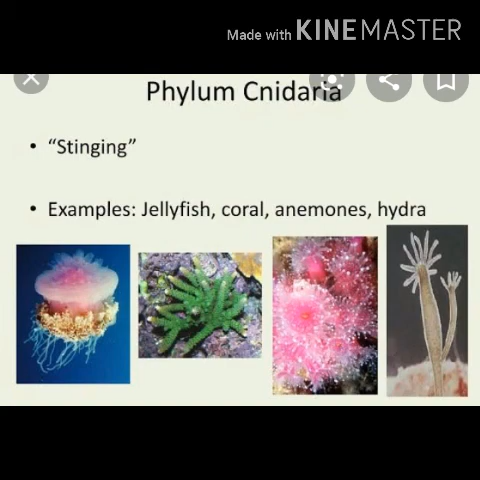 Made with KINEMASTER
Phylum Cnidaria
• “Stinging”
• Examples: Jellyfish, coral, anemones, hydra